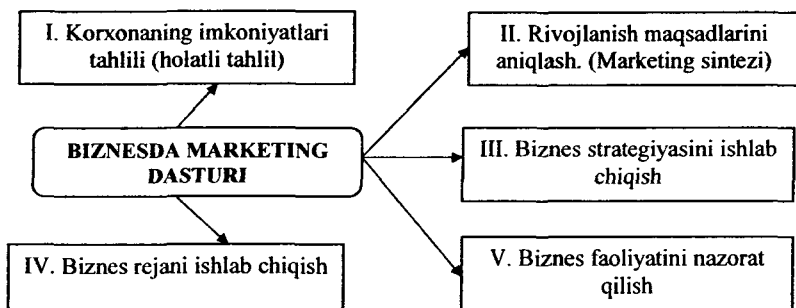 I. Korxonaning imkoniyatlari
tahlili (holatli tahlil)
II. Rivojlanish maqsadlarini
aniqlash. (Marketing sintezi)
BIZNESDA MARKETING
DASTURI
III. Biznes strategiyasini ishlab
chiqish
IV. Biznes rejani ishlab chiqish
V. Biznes faoliyatini nazorat
qilish